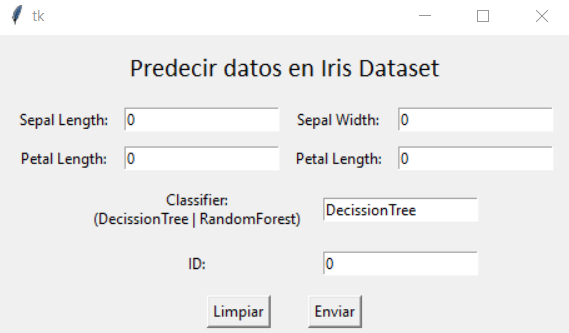 tk
Predecir datos en Iris Dataset
Sepal Length: 0 Sepal Width: 0
Petal Length: 0 Petal Length: 0
Classifier:
(DecissionTree | RandomForest) DecissionTree
ID: 0
Limpiar Enviar